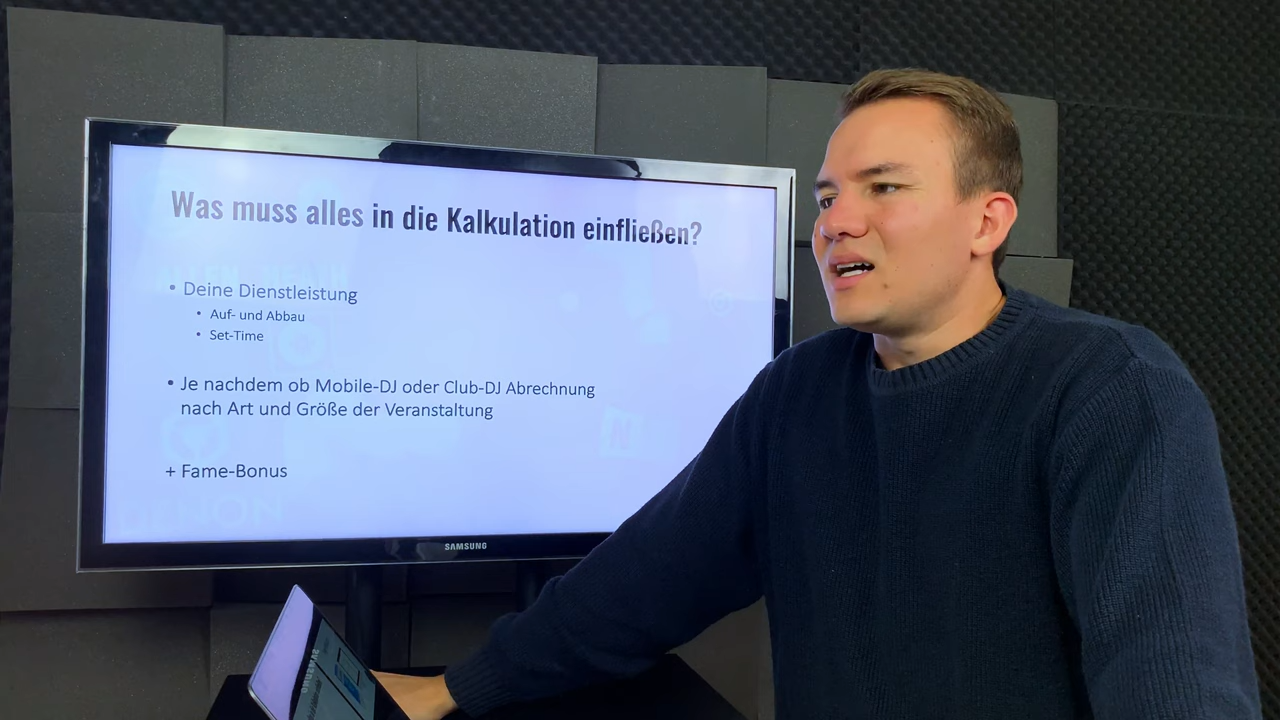 Was muss alles in die Kalkulation einfließen?
• Deine Dienstleistung
• Auf- und Abbau
• Set-Time
• Je nachdem ob Mobile-DJ oder Club-DJ Abrechnung
nach Art und Größe der Veranstaltung
+ Fame-Bonus
DENON
SAMSUNG